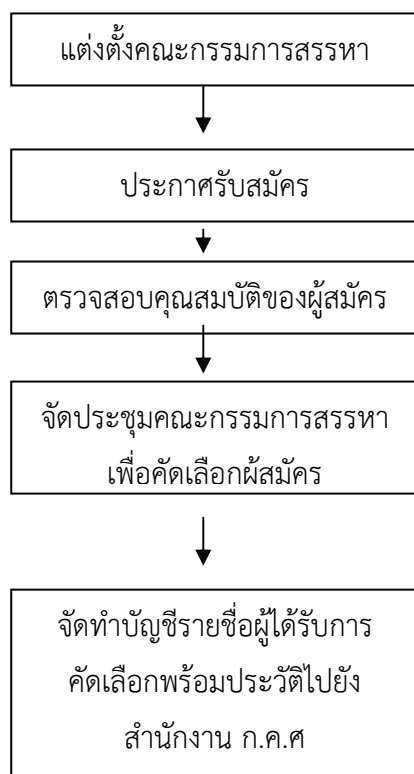 แต่งตั้งคณะกรรมการสรรหา
ประกาศรับสมัคร
ตรวจสอบคุณสมบัติของผู้สมัคร
จัดประชุมคณะกรรมการสรรหา
เพื่อคัดเลือกผัสมัคร
จัดทำบัญชีรายชื่อผู้ได้รับการ
คัดเลือกพร้อมประวัติไปยัง
สำนักงาน ก.ค.ศ